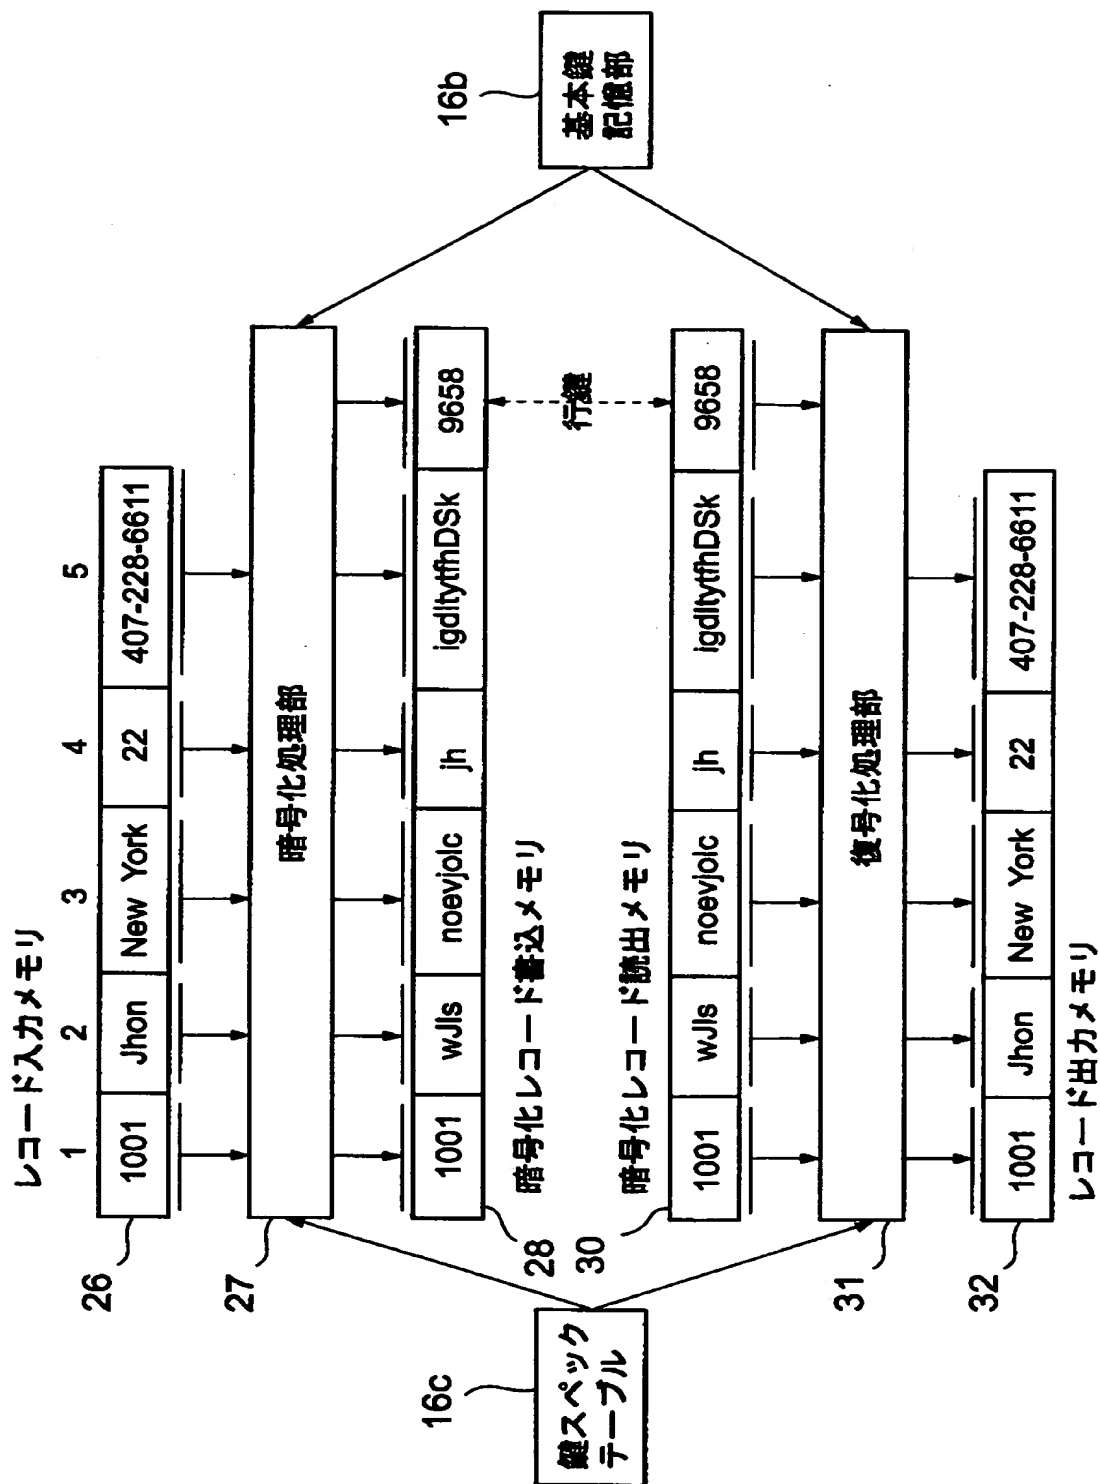 レコード入力メモリ
1 2 3 4 5
26
1001 Jhon New York 22 407-228-6611
27
暗号化処理部
1001 wJls noevjolc jh igdltytfhDSk 9658
28
暗号化レコード書込メモリ
16c
鍵スペック
テーブル
行鍵
16b
基本鍵
記憶部
30
暗号化レコード読出メモリ
1001 wJls noevjolc jh igdltytfhDSk 9658
31
復号化処理部
32
1001 Jhon New York 22 407-228-6611
レコード出力メモリ